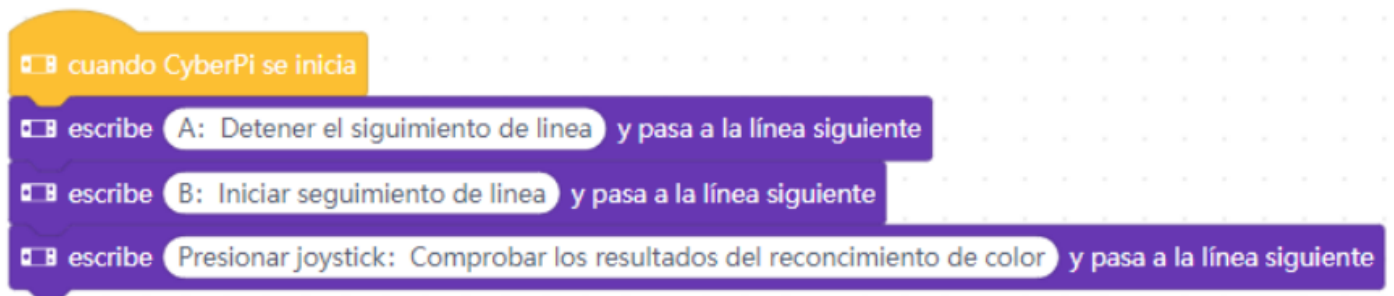 cuando CyberPi se inicia
escribe A: Detener el siguimiento de linea y pasa a la línea siguiente
escribe B: Iniciar seguimiento de linea y pasa a la línea siguiente
escribe Presionar joystick: Comprobar los resultados del reconcimiento de color y pasa a la línea siguiente